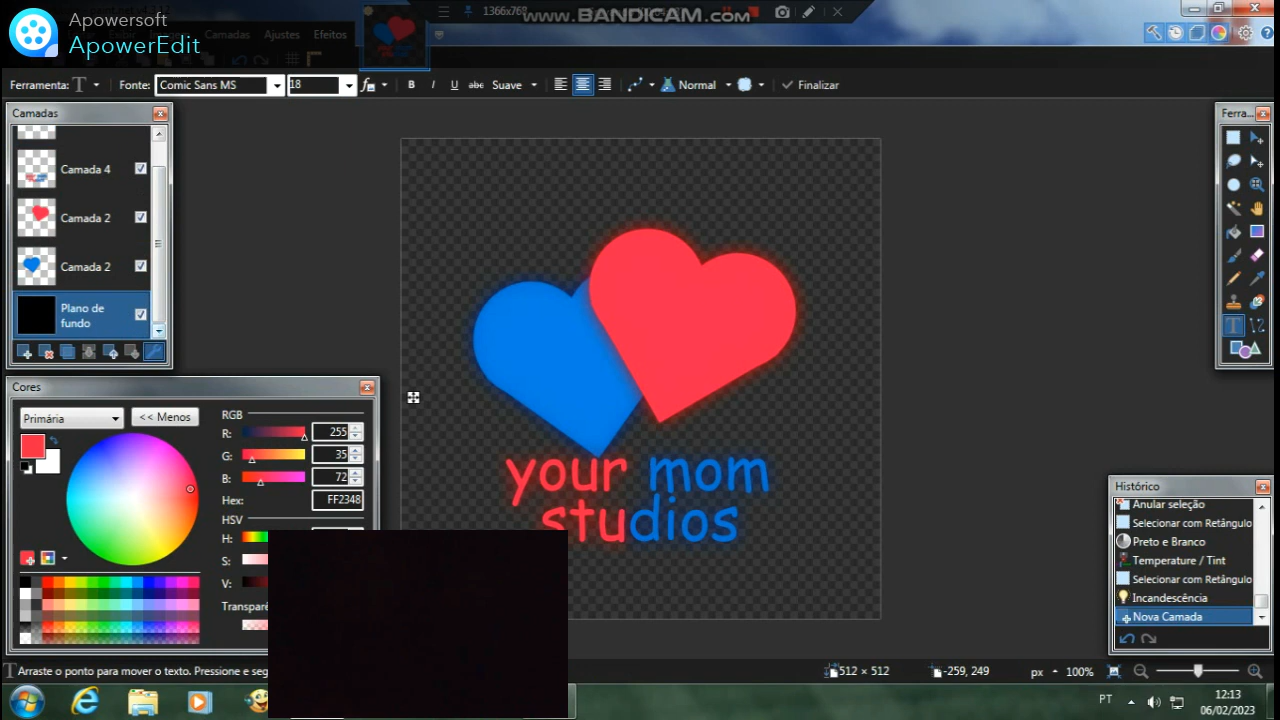 Apowersoft
ApowerEdit
1366x768
www.BANDICAM.com
Camadas Ajustes Efeitos
Ferramenta: T Fonte: Comic Sans MS 18 B I U abc Suave Normal Finalizar
Camadas
Camada 4
Camada 2
Camada 2
Plano de
fundo
Ferra...
your mom
studios
Cores
Primária << Menos
RGB
R: 255
G: 35
B: 72
Hex: FF2348
HSV
H:
S:
V:
Transparê
Histórico
Anular seleção
Selecionar com Retângulo
Preto e Branco
Temperature / Tint
Selecionar com Retângulo
Incandescência
Nova Camada
Arraste o ponto para mover o texto. Pressione e seg
512 × 512 -259, 249 px 100%
PT 12:13
06/02/2023